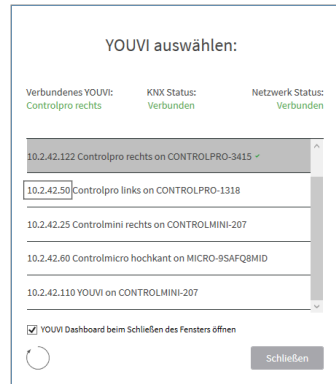 YOUVI auswählen:
Verbundenes YOUVI: KNX Status: Netzwerk Status:
Controlpro rechts Verbunden Verbunden
10.2.42.122 Controlpro rechts on CONTROLPRO-3415
10.2.42.50 Controlpro links on CONTROLPRO-1318
10.2.42.25 Controlmini rechts on CONTROLMINI-207
10.2.42.60 Controlmicro hochkant on MICRO-9SAFQ8MID
10.2.42.110 YOUVI on CONTROLMINI-207
YOUVI Dashboard beim Schließen des Fensters öffnen
Schließen